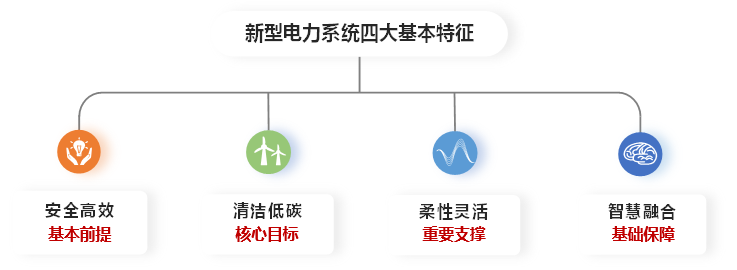 新型电力系统四大基本特征
安全高效
基本前提
清洁低碳
核心目标
柔性灵活
重要支撑
智慧融合
基础保障